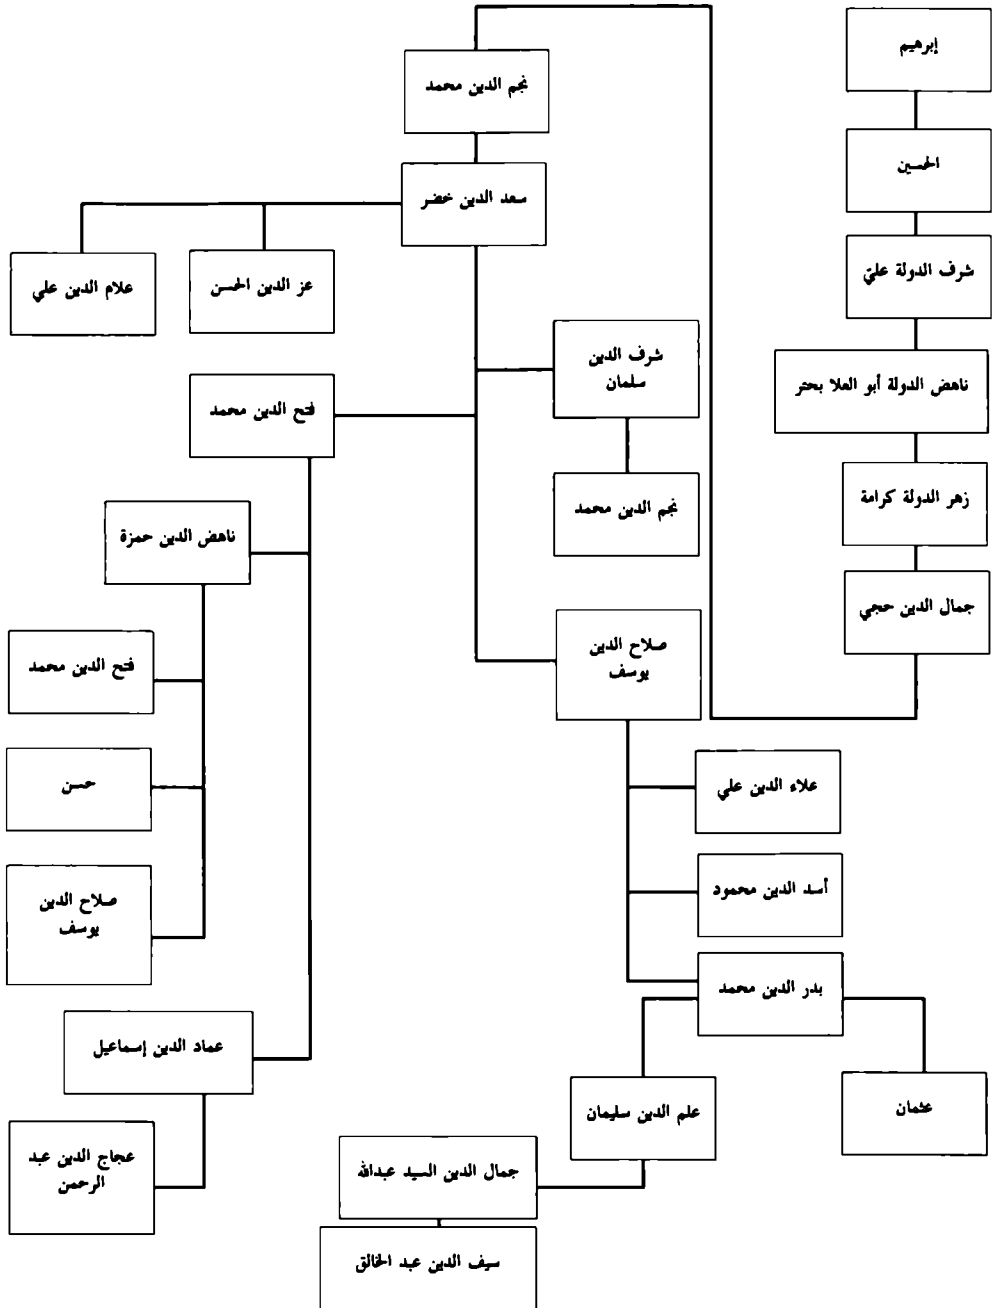 إبرهيم
الحسين
شرف الدولة عليّ
ناهض الدولة أبو العلا بحتر
زهر الدولة كرامة
جمال الدين حجي
نجم الدين محمد
سعد الدين خضر
عز الدين الحسن
علام الدين علي
شرف الدين
سلمان
نجم الدين محمد
فتح الدين محمد
ناهض الدين حمزة
فتح الدين محمد
حسن
صلاح الدين
يوسف
عماد الدين إسماعيل
عجاج الدين عبد
الرحمن
صلاح الدين
يوسف
علاء الدين علي
أسد الدين محمود
بدر الدين محمد
عثمان
علم الدين سليمان
جمال الدين السيد عبدالله
سيف الدين عبد الخالق